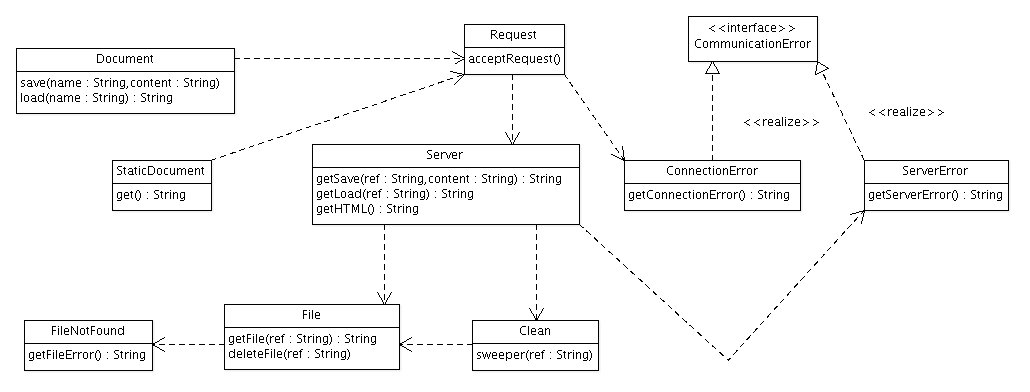 Request
acceptRequest()
<<interface>>
CommunicationError
Document
save(name : String,content : String)
load(name : String) : String
<<realize>>
<<realize>>
StaticDocument
get() : String
Server
getSave(ref : String,content : String) : String
getLoad(ref : String) : String
getHTML() : String
ConnectionError
getConnectionError() : String
ServerError
getServerError() : String
FileNotFound
getFileError() : String
File
getFile(ref : String) : String
deleteFile(ref : String)
Clean
sweeper(ref : String)